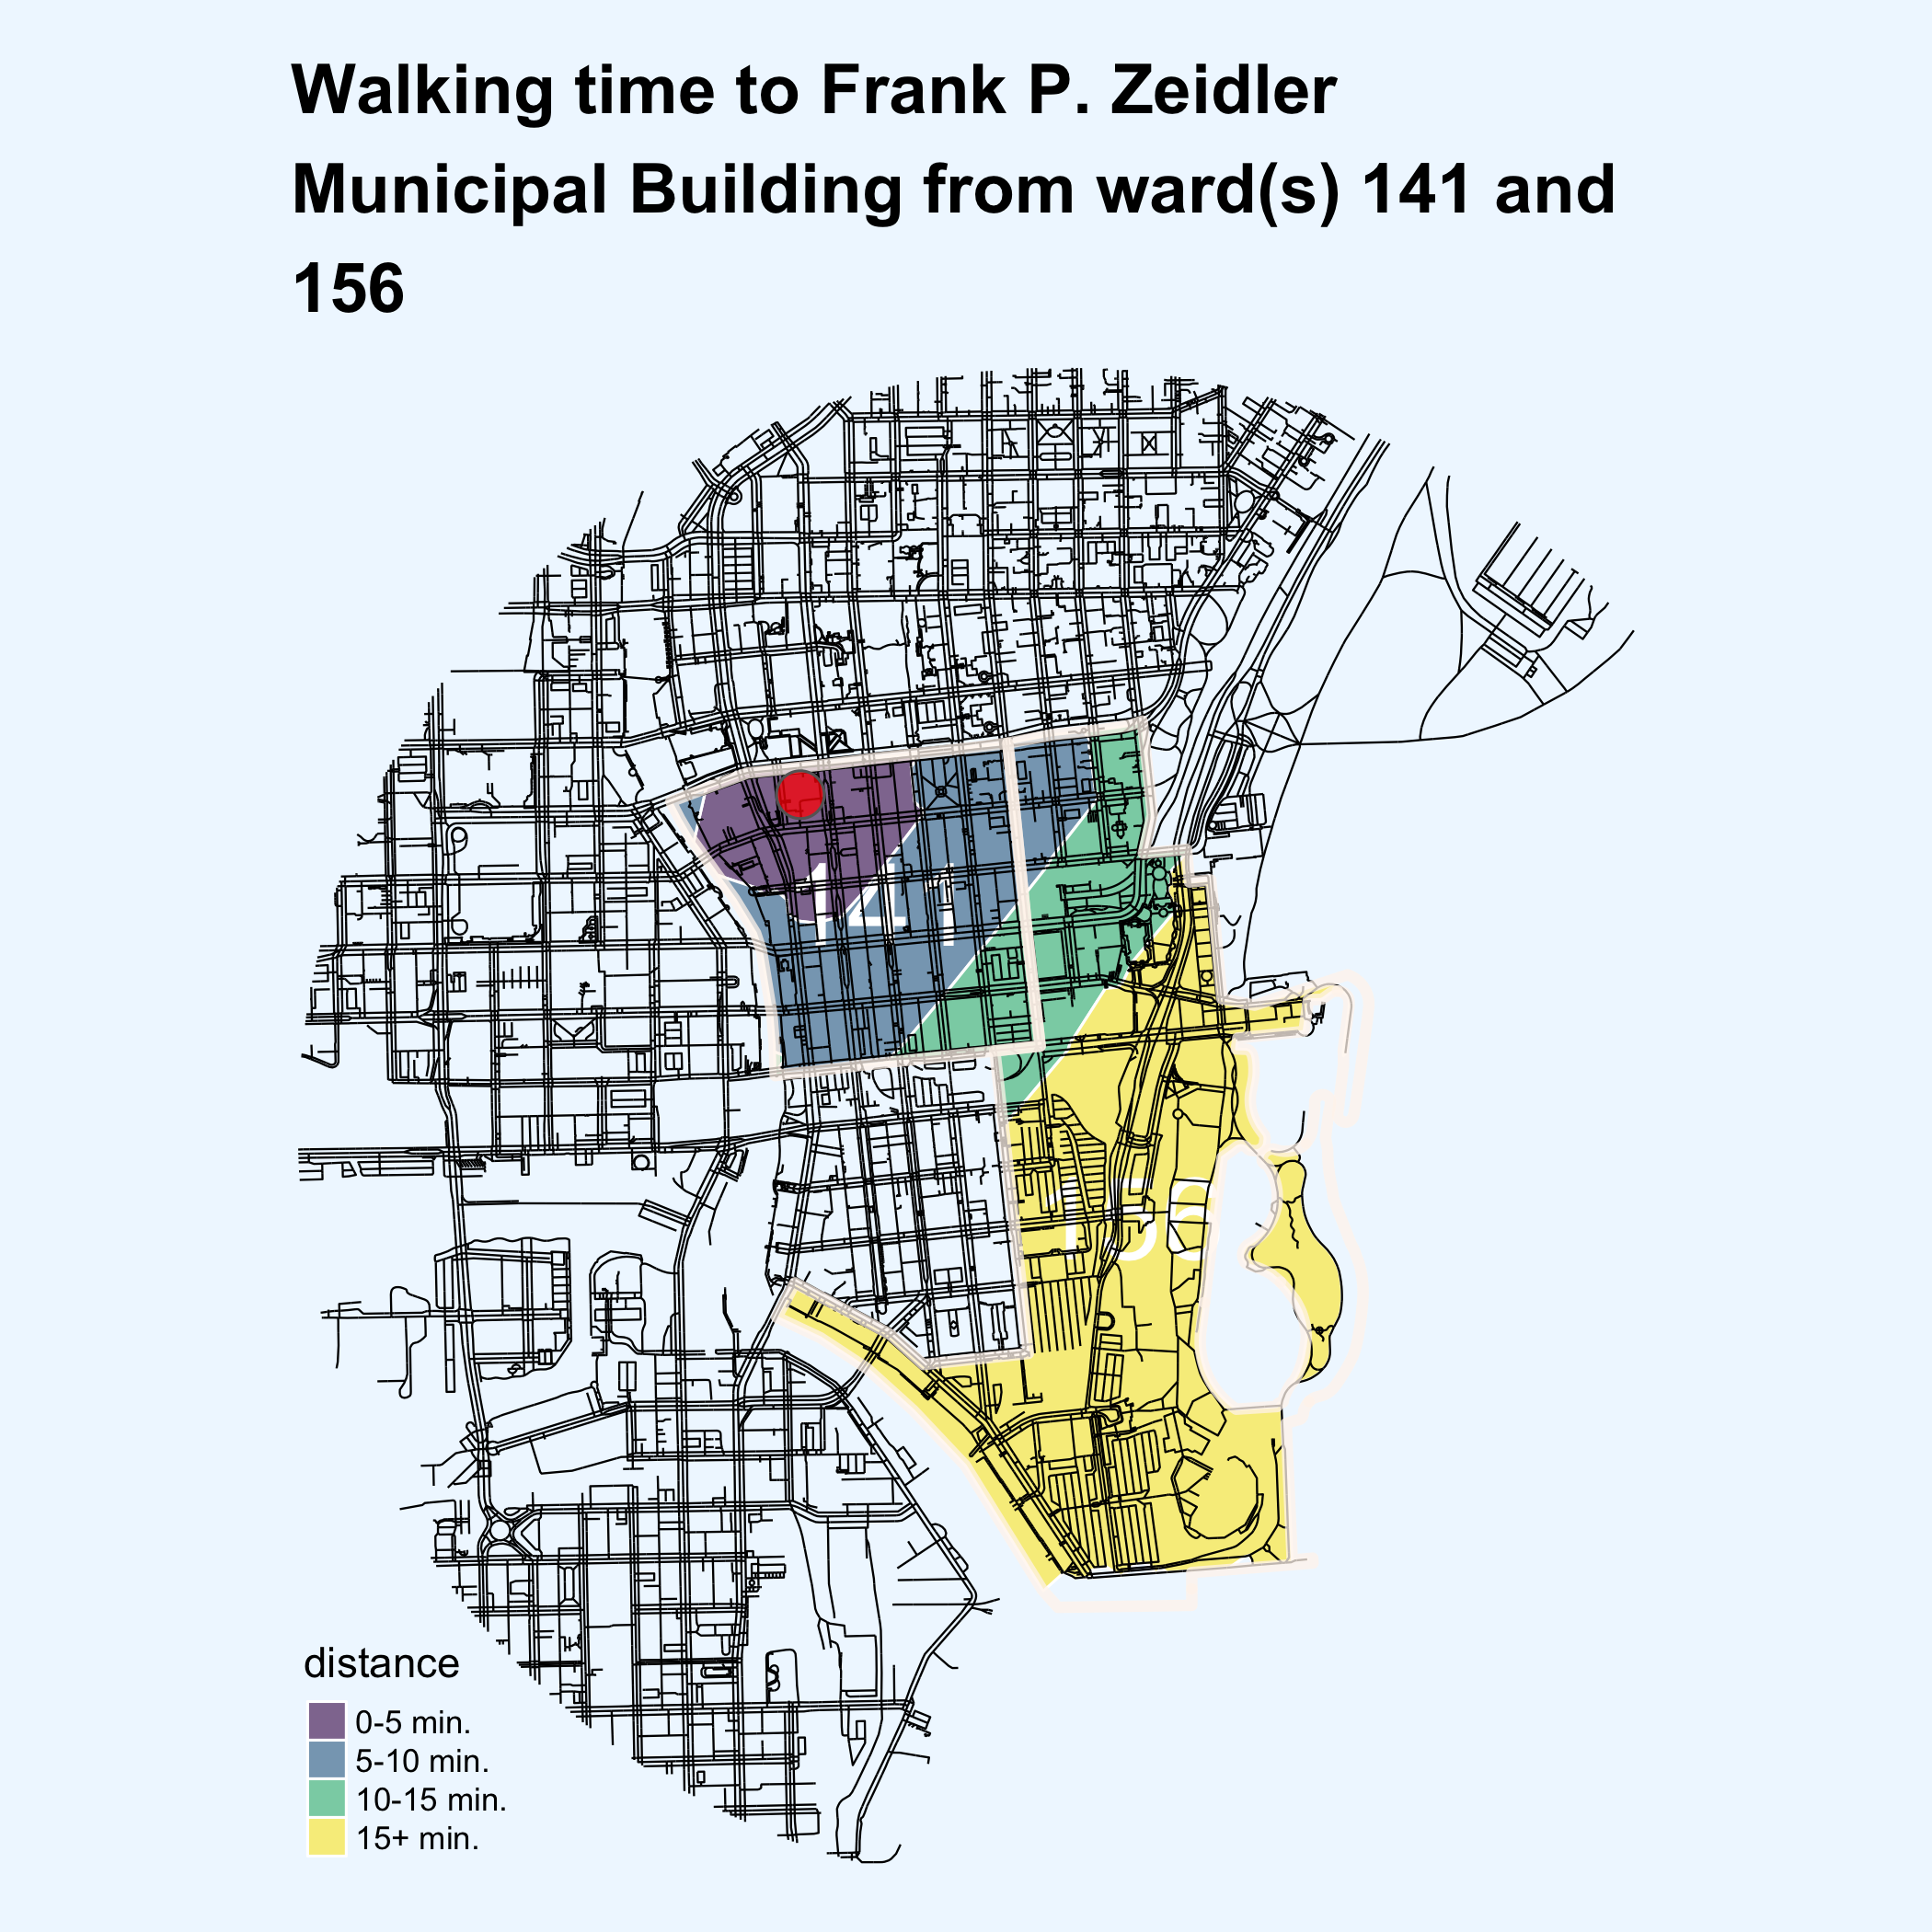 Walking time to Frank P. Zeidler
Municipal Building from ward(s) 141 and
156
141
156
distance
0-5 min.
5-10 min.
10-15 min.
15+ min.